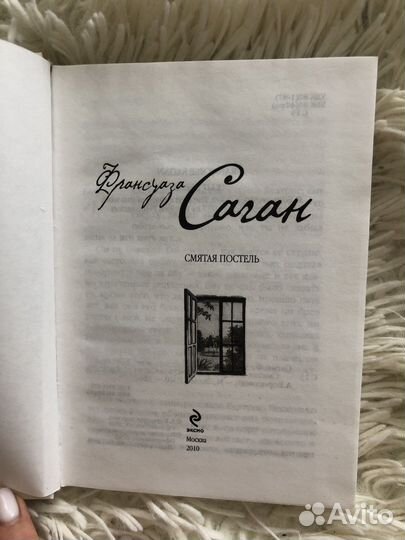 Франсуаза
Саган
СМЯТАЯ ПОСТЕЛЬ
эксмо
Москва
2010
Avito